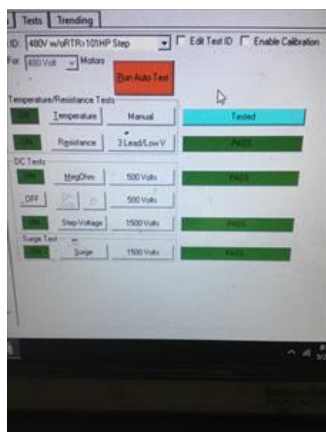 Tests Trending
ID: 480V w/oRTR>101HP Step Edit Test ID Enable Calibration
For 480 Volt Motors
Run Auto Test
Temperature/Resistance Tests
ON Temperature Manual Tested
ON Resistance 3 Lead/Low V PASS
DC Tests
ON MegOhm 500 Volts PASS
OFF 500 Volts
ON Step-Voltage 1500 Volts PASS
Surge Test
ON Surge 1500 Volts PASS